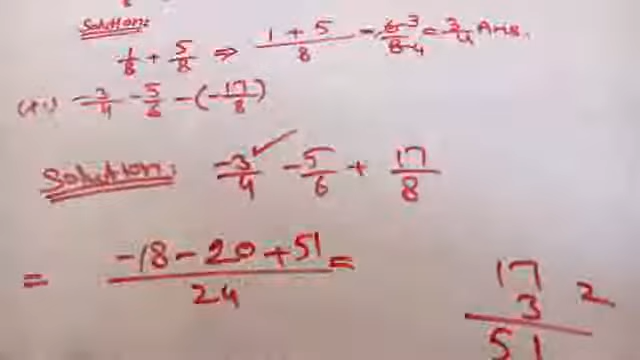 Solution:
1/8 + 5/8 ⇒ 1 + 5/8 = 6 3/8 4 = 3/4 Ans.
-3/4 - 5/6 - (-17/8)
Solution: -3/4 - 5/6 + 17/8
= -18 - 20 + 51/24 =
17
3 2
51